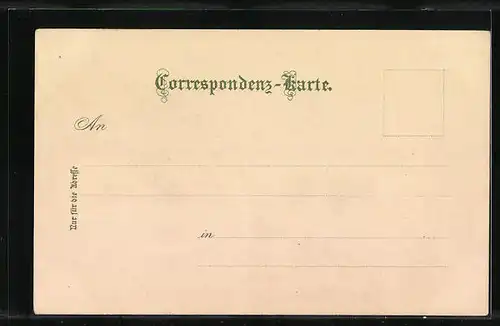 Correspondenz-Karte.
An
Nur für die Adresse
in